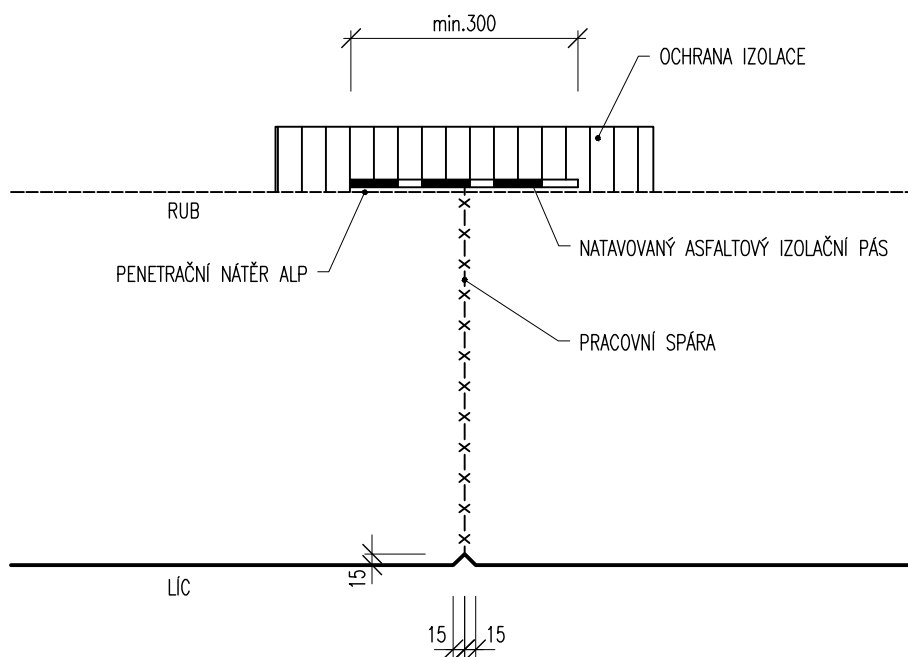 min.300
OCHRANA IZOLACE
RUB
NATAVOVANÝ ASFALTOVÝ IZOLAČNÍ PÁS
PENETRAČNÍ NÁTĚR ALP
PRACOVNÍ SPÁRA
15
LÍC
15 15